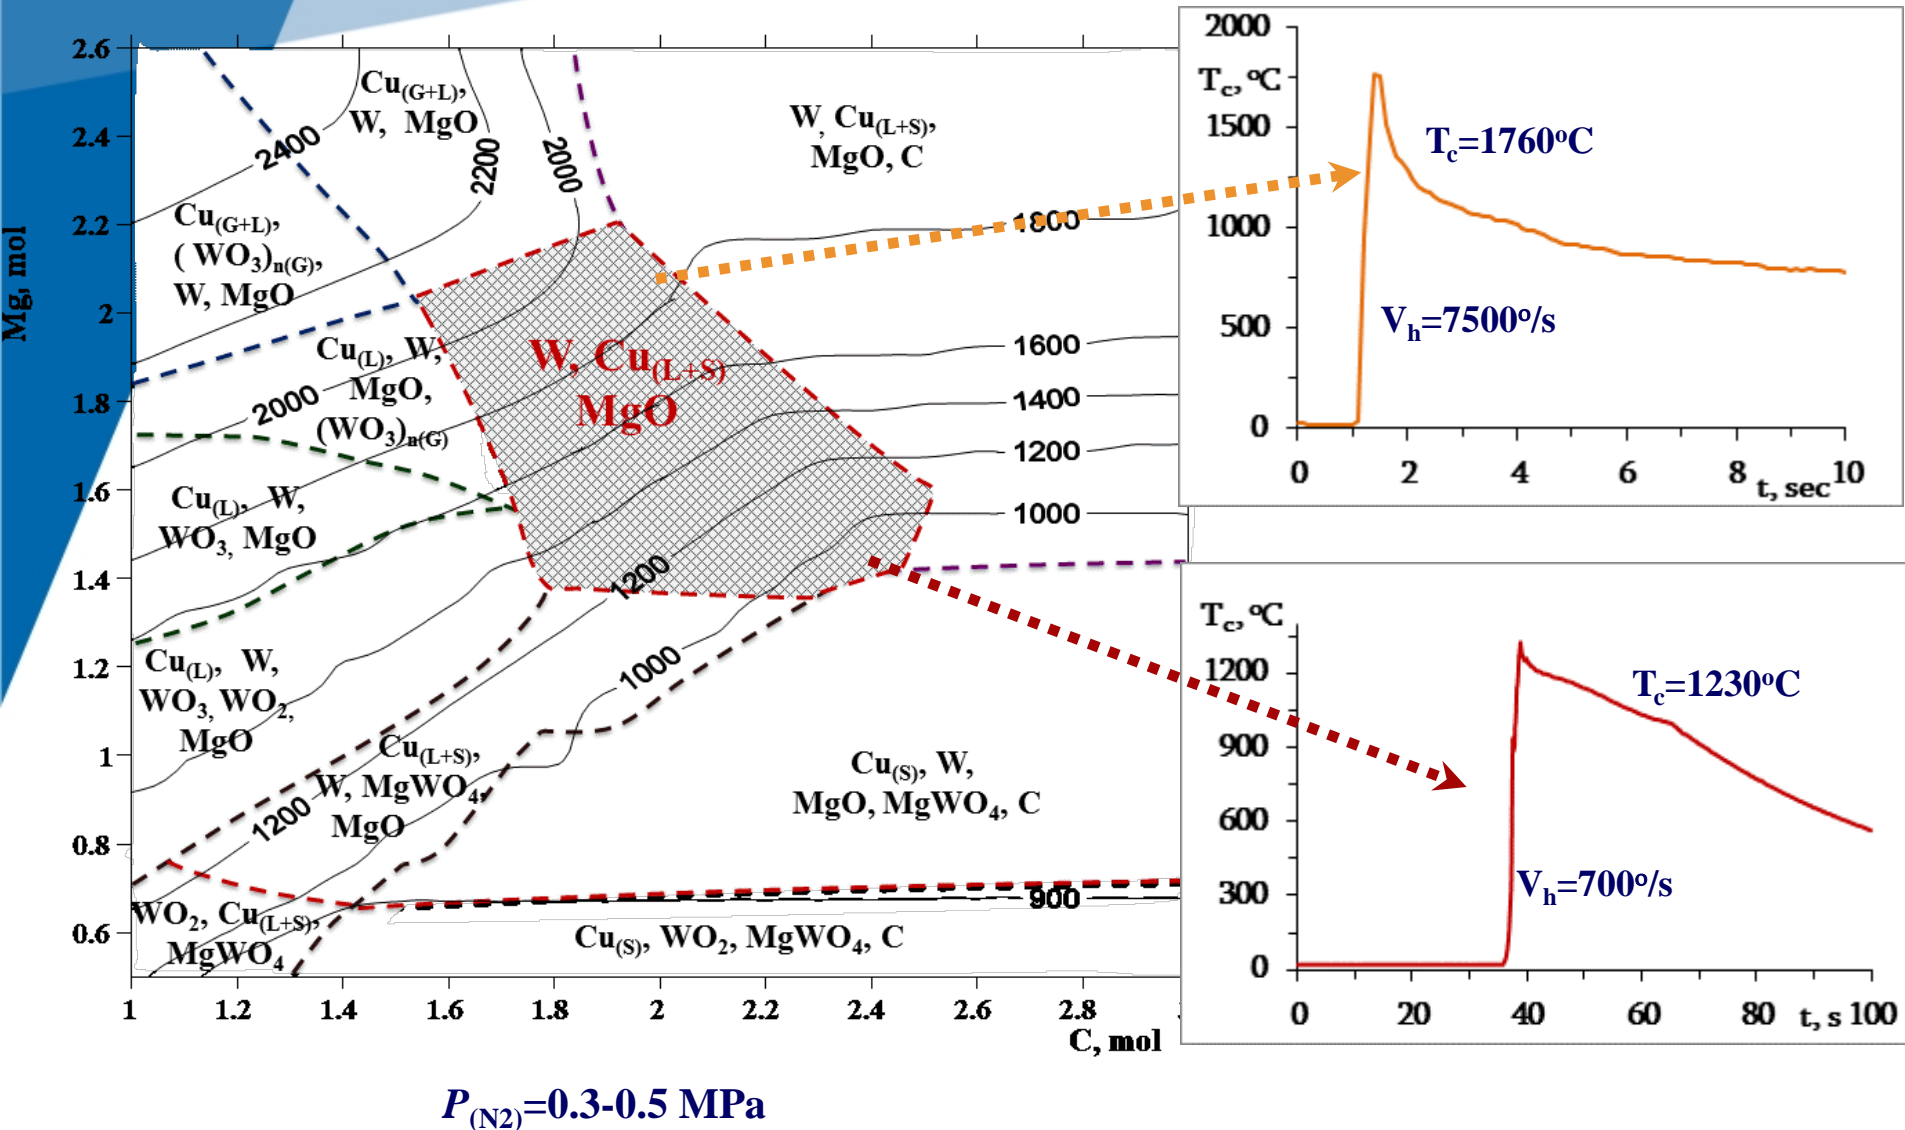 2.6
2.4
2.2
2
1.8
1.6
1.4
1.2
1
0.8
0.6
Mg, mol
1
1.2
1.4
1.6
1.8
2
2.2
2.4
2.6
2.8
C, mol
Cu(G+L),
W, MgO
W, Cu(L+S),
MgO, C
Cu(G+L),
( WO3)n(G),
W, MgO
Cu(L), W,
MgO,
(WO3)n(G)
W, Cu(L+S)
MgO
Cu(L), W,
WO3, MgO
Cu(L), W,
WO3, WO2,
MgO
Cu(L+S),
W, MgWO4,
MgO
Cu(S), W,
MgO, MgWO4, C
WO2, Cu(L+S),
MgWO4
Cu(S), WO2, MgWO4, C
2400
2200
2000
2000
1800
1600
1400
1200
1000
1200
1000
1200
900
P(N2)=0.3-0.5 MPa
2000
Tc, ºC
1500
1000
500
0
Tc=1760ºC
Vh=7500º/s
0
2
4
6
8
10
t, sec
Tc, ºC
1200
900
600
300
0
Tc=1230ºC
Vh=700º/s
0
20
40
60
80
t, s 100